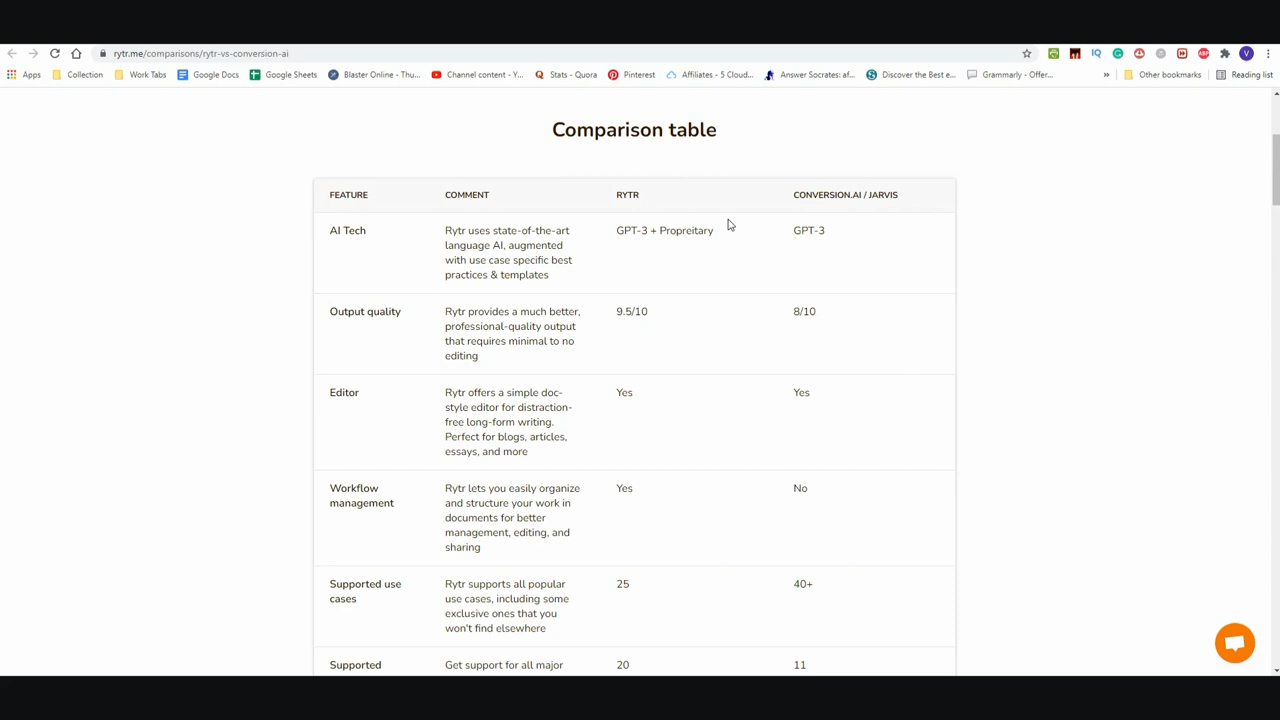 rytr.me/comparisons/rytr-vs-conversion-ai
Apps
Collection
Work Tabs
Google Docs
Google Sheets
Blaster Online - Thu...
Channel content - Y...
Stats - Quora
Pinterest
Affiliates - 5 Cloud...
Answer Socrates: af...
Discover the Best e...
Grammarly - Offer...
»
Other bookmarks
Reading list
Comparison table
FEATURE COMMENT RYTR CONVERSION.AI / JARVIS
AI Tech
Rytr uses state-of-the-art
language AI, augmented
with use case specific best
practices & templates
GPT-3 + Propreitary
GPT-3
Output quality
Rytr provides a much better,
professional-quality output
that requires minimal to no
editing
9.5/10
8/10
Editor
Rytr offers a simple doc-
style editor for distraction-
free long-form writing.
Perfect for blogs, articles,
essays, and more
Yes
Yes
Workflow
management
Rytr lets you easily organize
and structure your work in
documents for better
management, editing, and
sharing
Yes
No
Supported use
cases
Rytr supports all popular
use cases, including some
exclusive ones that you
won't find elsewhere
25
40+
Supported
Get support for all major
20
11